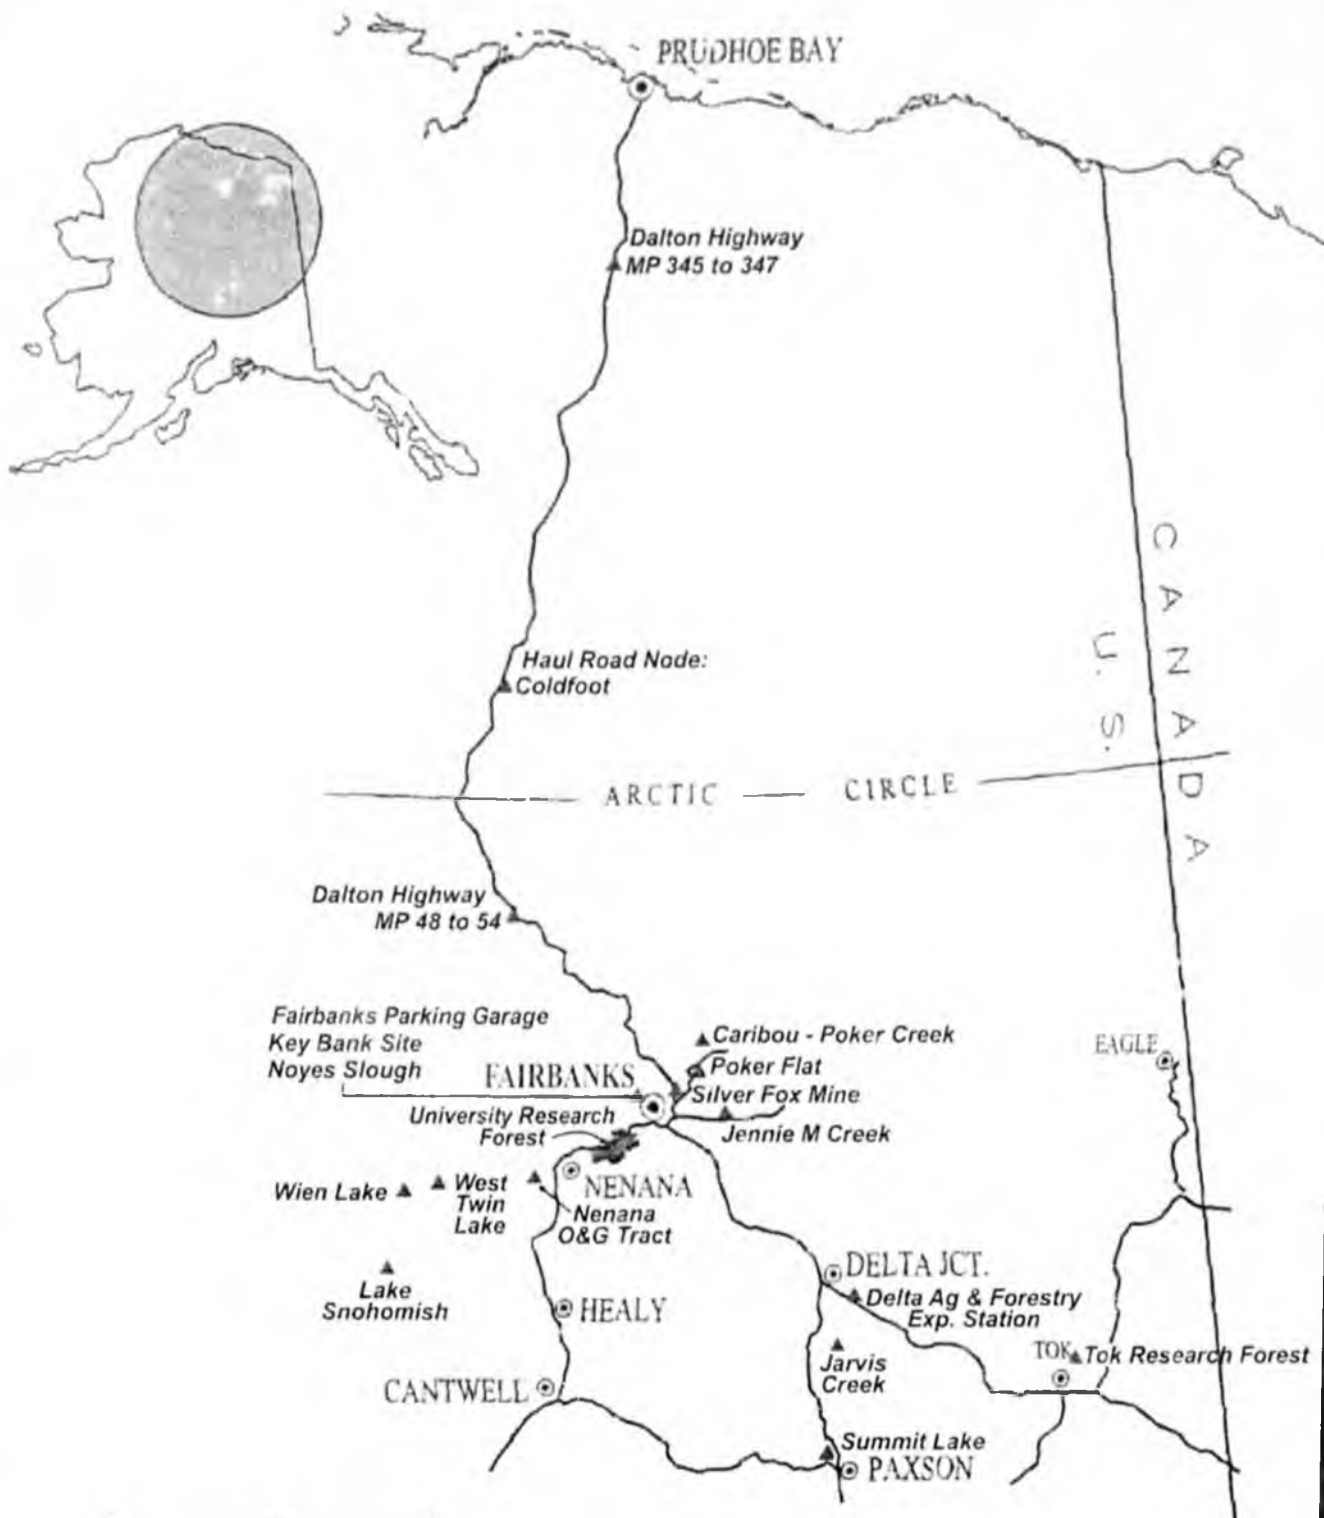 PRUDHOE BAY
Dalton Highway
MP 345 to 347
CANADA
U. S.
Haul Road Node:
Coldfoot
ARCTIC CIRCLE
Dalton Highway
MP 48 to 54
Fairbanks Parking Garage
Key Bank Site
Noyes Slough
Caribou - Poker Creek
EAGLE
FAIRBANKS
Poker Flat
Silver Fox Mine
University Research
Forest
Jennie M Creek
Wien Lake
West
Twin
Lake
NENANA
Nenana
O&G Tract
Lake
Snohomish
DELTA JCT.
Delta Ag & Forestry
Exp. Station
HEALY
Jarvis
Creek
TOK
Tok Research Forest
CANTWELL
Summit Lake
PAXSON